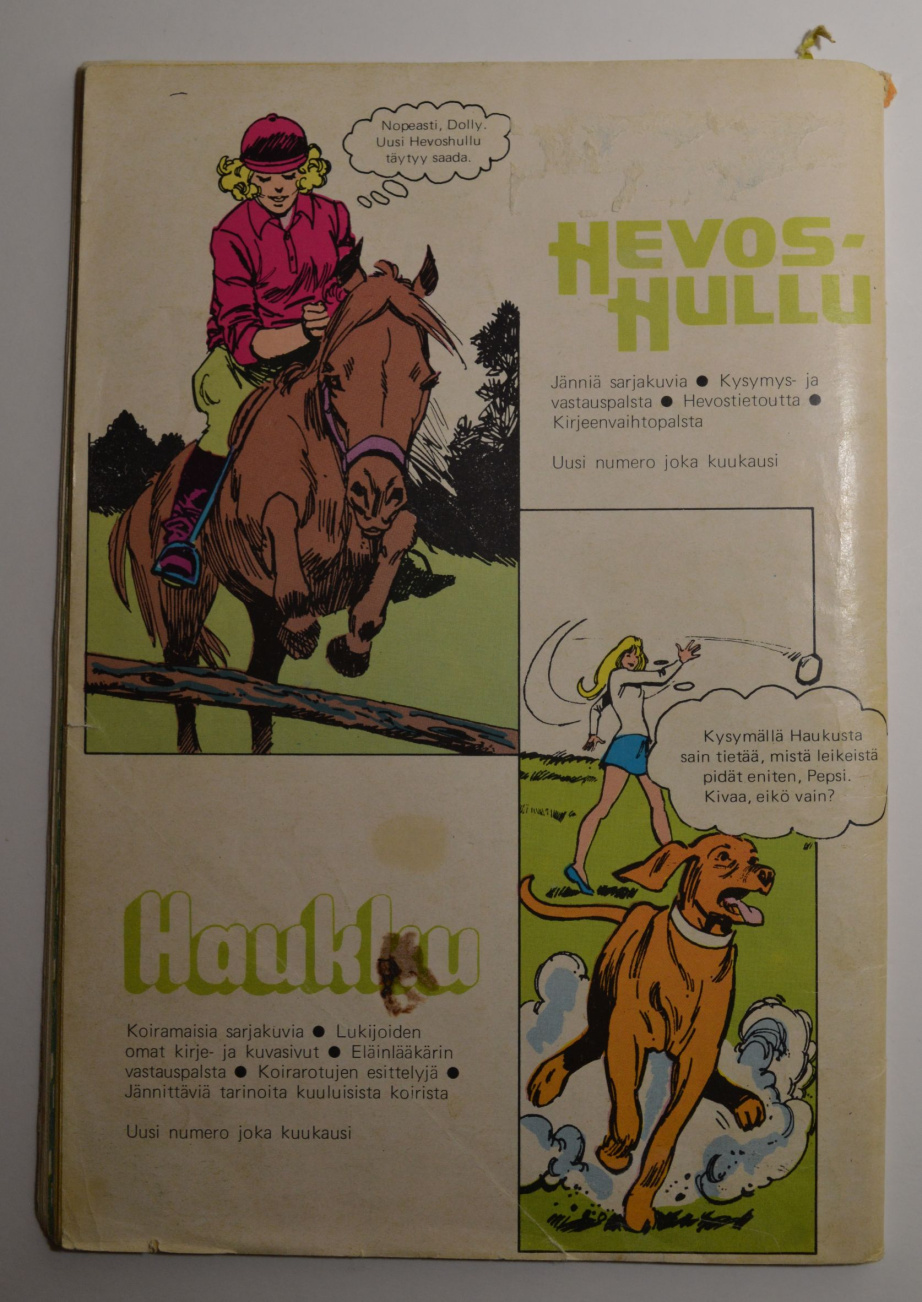 Nopeasti, Dolly.
Uusi Hevoshullu
täytyy saada.
HEVOS-
HULLU
Jänniä sarjakuvia ● Kysymys- ja
vastauspalsta ● Hevostietoutta ●
Kirjeenvaihtopalsta
Uusi numero joka kuukausi
Kysymällä Haukusta
sain tietää, mistä leikeistä
pidät eniten, Pepsi.
Kivaa, eikö vain?
Haukku
Koiramaisia sarjakuvia ● Lukijoiden
omat kirje- ja kuvasivut ● Eläinlääkärin
vastauspalsta ● Koirarotujen esittelyjä ●
Jännittäviä tarinoita kuuluisista koirista
Uusi numero joka kuukausi